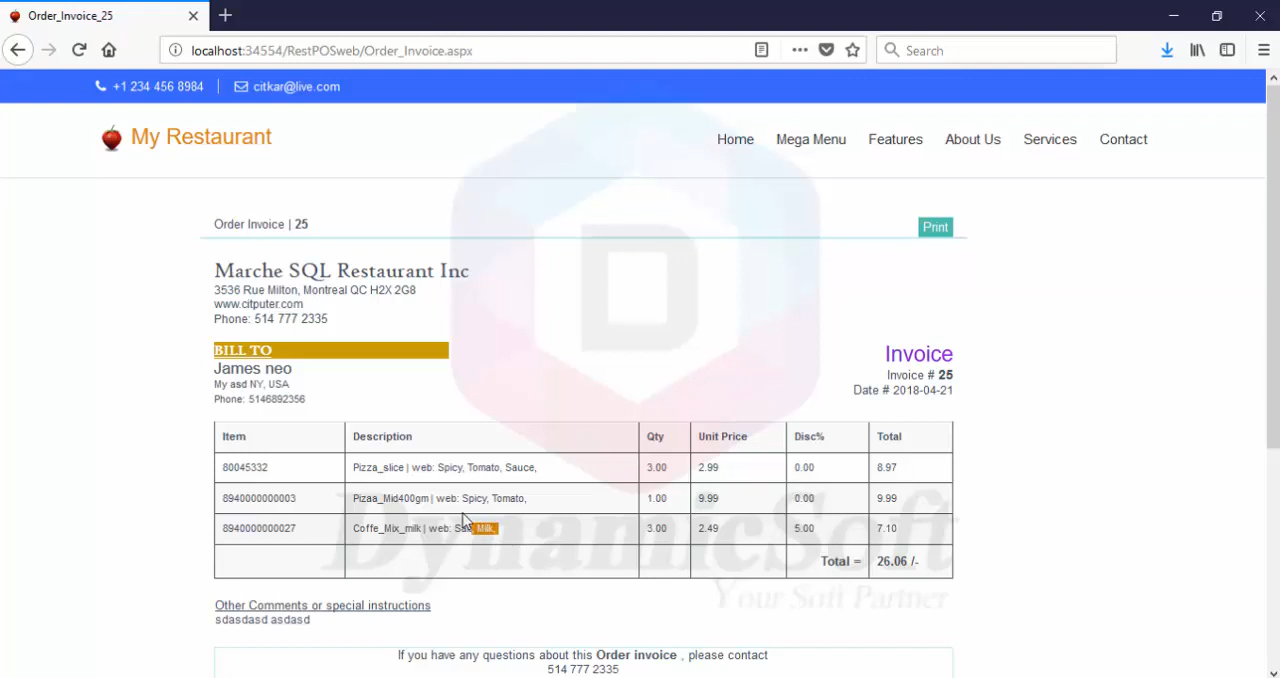 Order_Invoice_25
localhost:34554/RestPOSweb/Order_Invoice.aspx
Search
+1 234 456 8984 | citkar@live.com
My Restaurant
Home Mega Menu Features About Us Services Contact
Order Invoice | 25
Print
Marche SQL Restaurant Inc
3536 Rue Milton, Montreal QC H2X 2G8
www.citputer.com
Phone: 514 777 2335
BILL TO
James neo
My asd NY, USA
Phone: 5146892356
Invoice
Invoice # 25
Date # 2018-04-21
Item Description Qty Unit Price Disc% Total
80045332 Pizza_slice | web: Spicy, Tomato, Sauce, 3.00 2.99 0.00 8.97
8940000000003 Pizaa_Mid400gm | web: Spicy, Tomato, 1.00 9.99 0.00 9.99
8940000000027 Coffe_Mix_milk | web: Milk, 3.00 2.49 5.00 7.10
Total = 26.06 /-
Other Comments or special instructions
sdasdasd asdasd
If you have any questions about this Order invoice , please contact
514 777 2335
DynamicSoft
Your Soft Partner